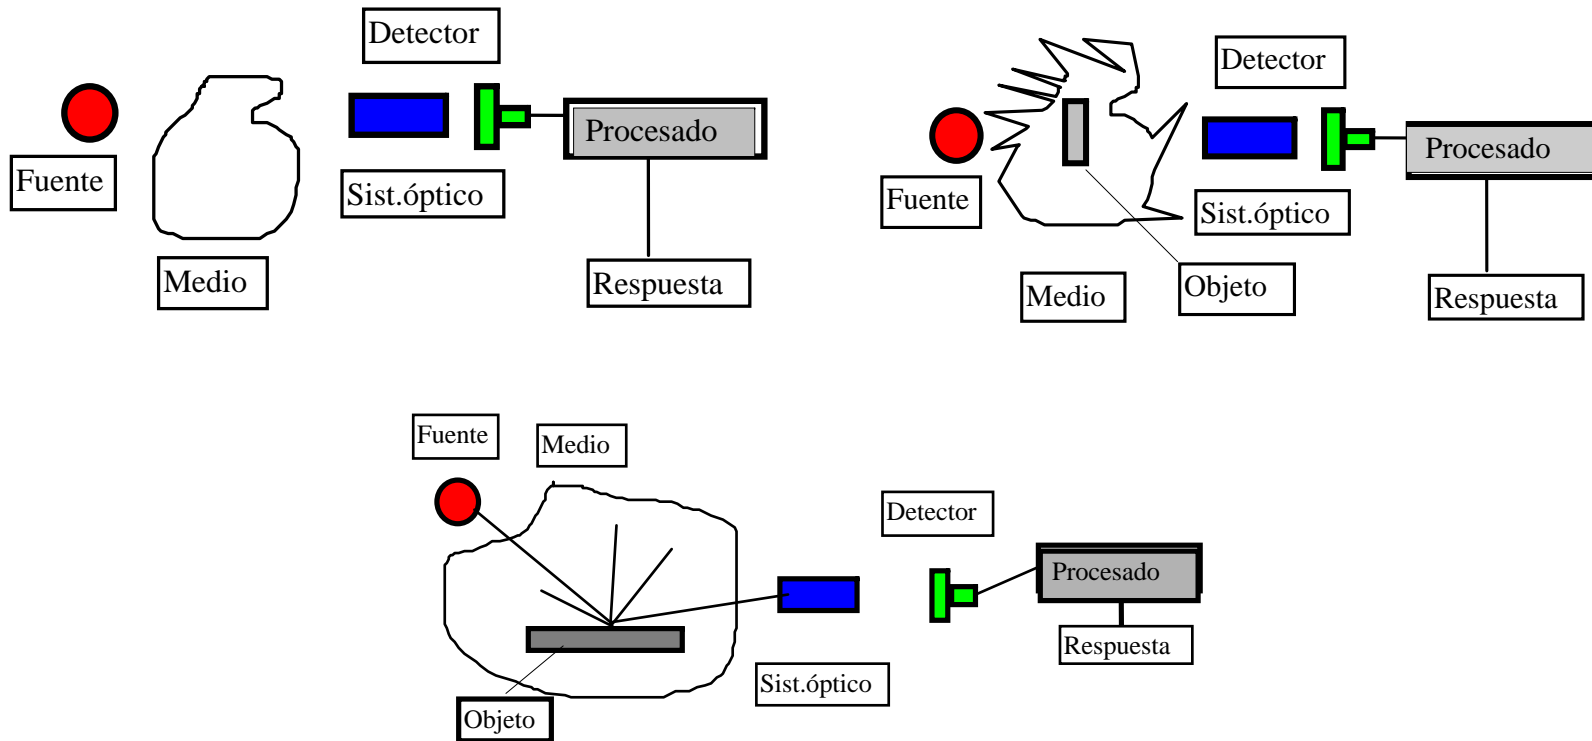 Detector
Fuente
Procesado
Sist.óptico
Medio
Respuesta
Detector
Fuente
Procesado
Sist.óptico
Medio
Objeto
Respuesta
Fuente
Medio
Detector
Procesado
Respuesta
Sist.óptico
Objeto